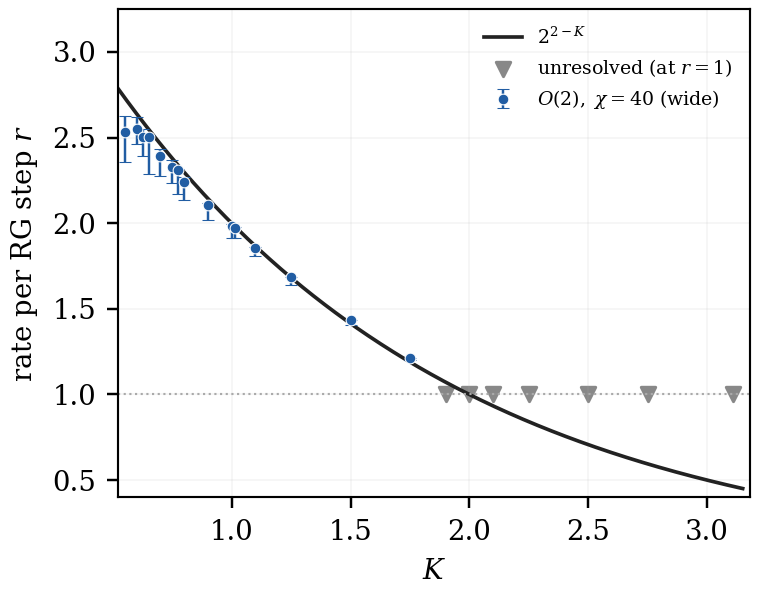 3.0
2.5
2.0
1.5
1.0
0.5
rate per RG step r
2^{2−K}
unresolved (at r = 1)
O(2), χ = 40 (wide)
1.0 1.5 2.0 2.5 3.0
K